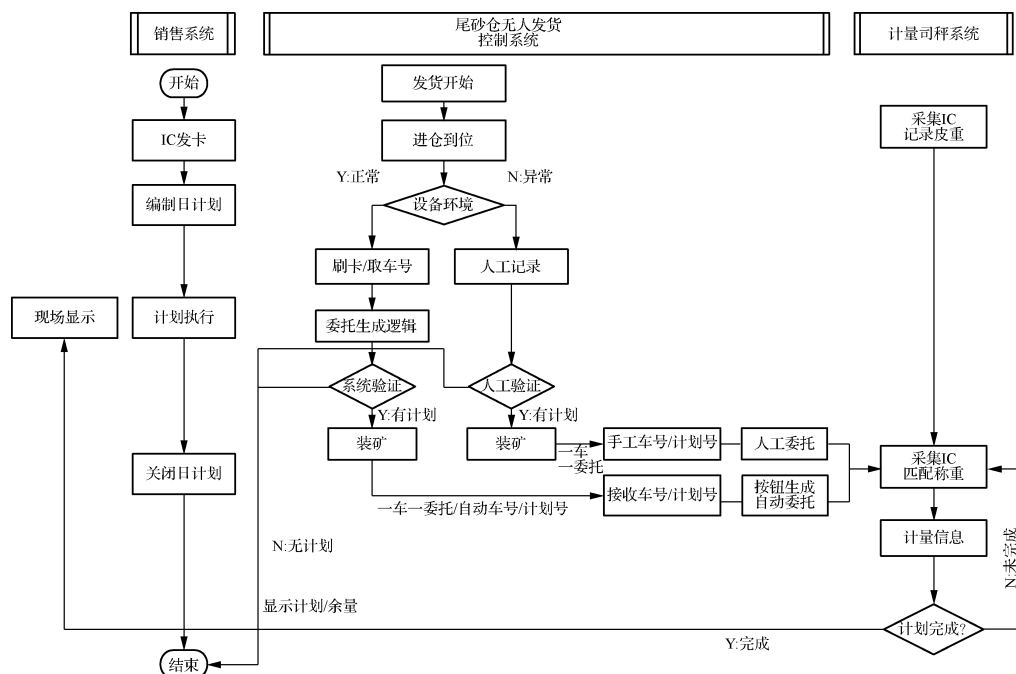 销售系统
尾砂仓无人发货
控制系统
计量司秤系统
开始
发货开始
IC发卡
进仓到位
采集IC
记录皮重
Y:正常
N:异常
编制日计划
设备环境
刷卡/取车号
人工记录
现场显示
计划执行
委托生成逻辑
系统验证
人工验证
Y:有计划
Y:有计划
装矿
装矿
一车
一委托
手工车号/计划号
人工委托
采集IC
匹配称重
关闭日计划
一车一委托/自动车号/计划号
接收车号/计划号
按钮生成
自动委托
N:无计划
计量信息
N:未完成
显示计划/余量
计划完成?
Y:完成
结束